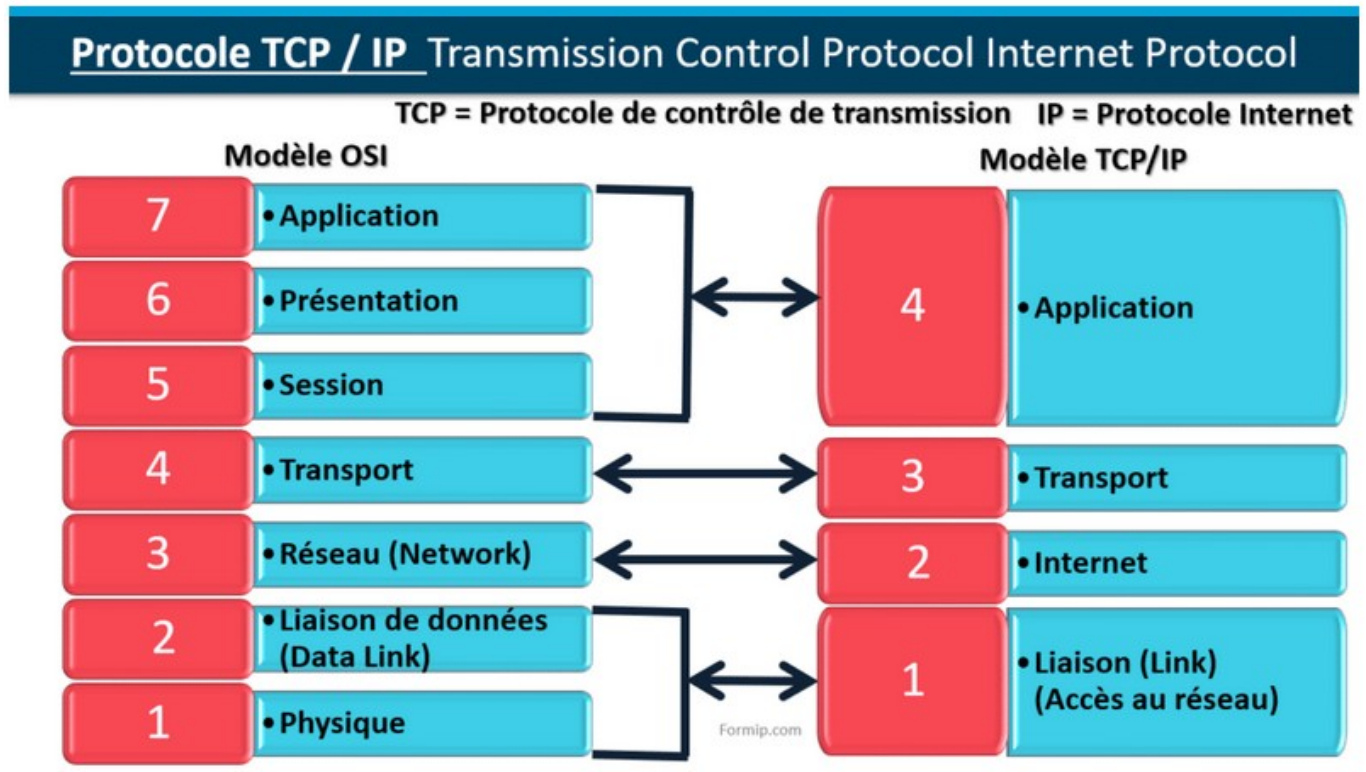 Protocole TCP / IP Transmission Control Protocol Internet Protocol
TCP = Protocole de contrôle de transmission IP = Protocole Internet
Modèle OSI
7
• Application
6
• Présentation
5
• Session
4
• Transport
3
• Réseau (Network)
2
• Liaison de données
(Data Link)
1
• Physique
Modèle TCP/IP
4
• Application
3
• Transport
2
• Internet
1
• Liaison (Link)
(Accès au réseau)
Formip.com